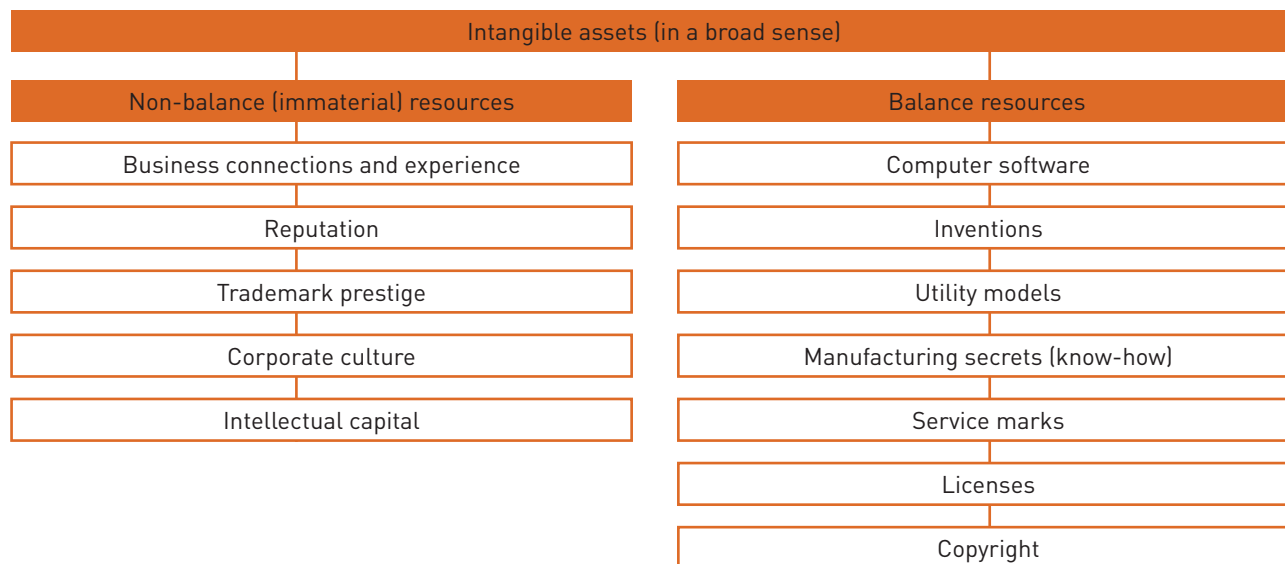 Intangible assets (in a broad sense)
Non-balance (immaterial) resources
Business connections and experience
Reputation
Trademark prestige
Corporate culture
Intellectual capital
Balance resources
Computer software
Inventions
Utility models
Manufacturing secrets (know-how)
Service marks
Licenses
Copyright